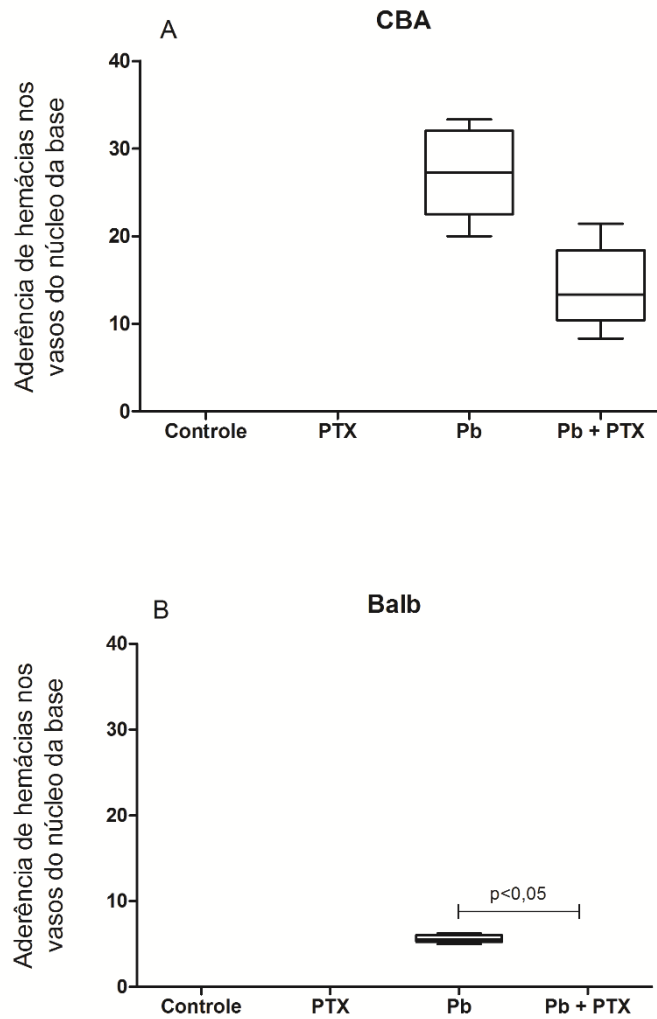 A
CBA
Aderência de hemácias nos
vasos do núcleo da base
40
30
20
10
0
Controle PTX Pb Pb + PTX
B
Balb
Aderência de hemácias nos
vasos do núcleo da base
40
30
20
10
0
p<0,05
Controle PTX Pb Pb + PTX